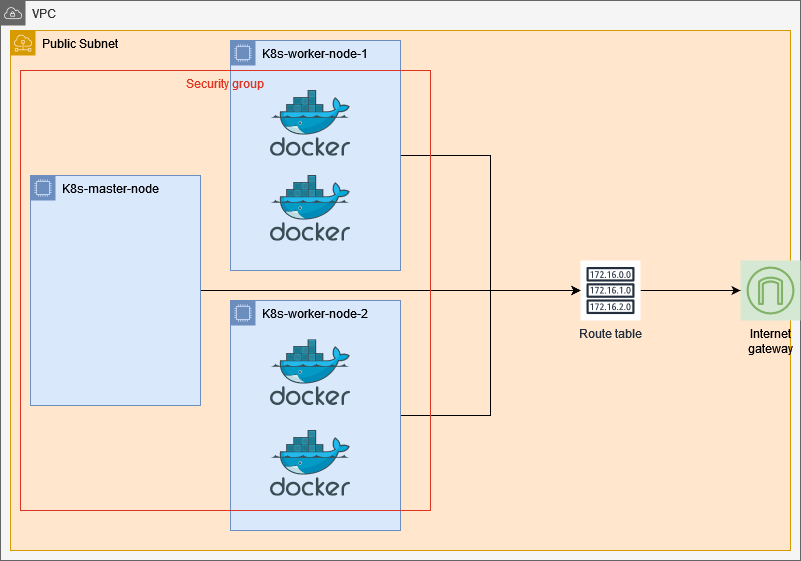 VPC
Public Subnet
K8s-worker-node-1
Security group
docker
docker
K8s-master-node
172.16.0.0
172.16.1.0
172.16.2.0
Route table
Internet
gateway
K8s-worker-node-2
docker
docker